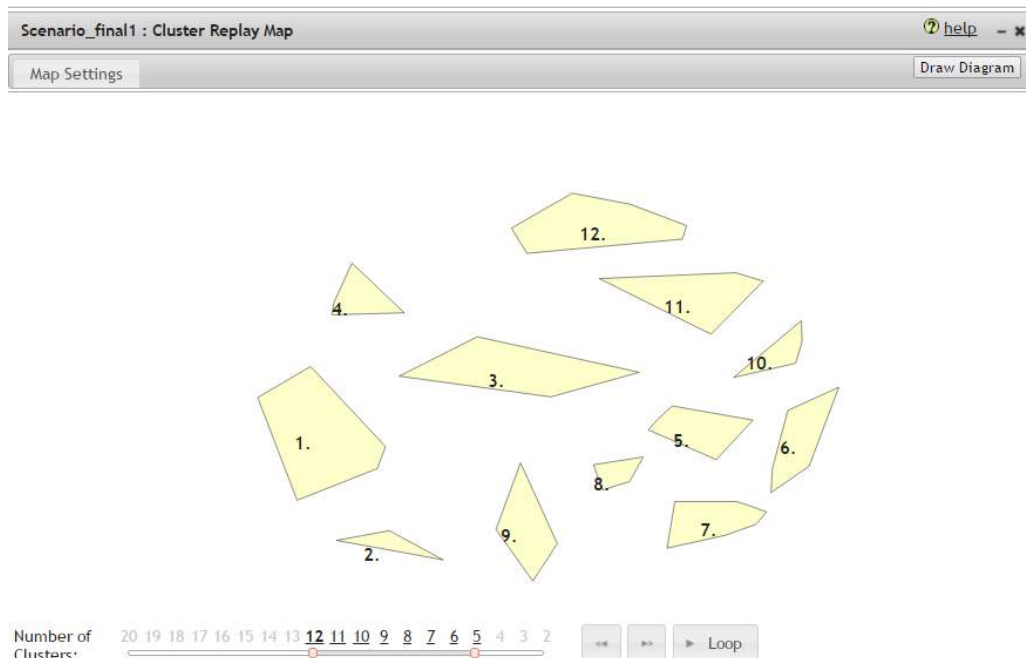 Scenario_final1 : Cluster Replay Map
? help
Map Settings
Draw Diagram
12.
11.
4.
10.
3.
1.
5.
6.
8.
7.
9.
2.
Number of Clusters:
20 19 18 17 16 15 14 13 12 11 10 9 8 7 6 5 4 3 2
Loop